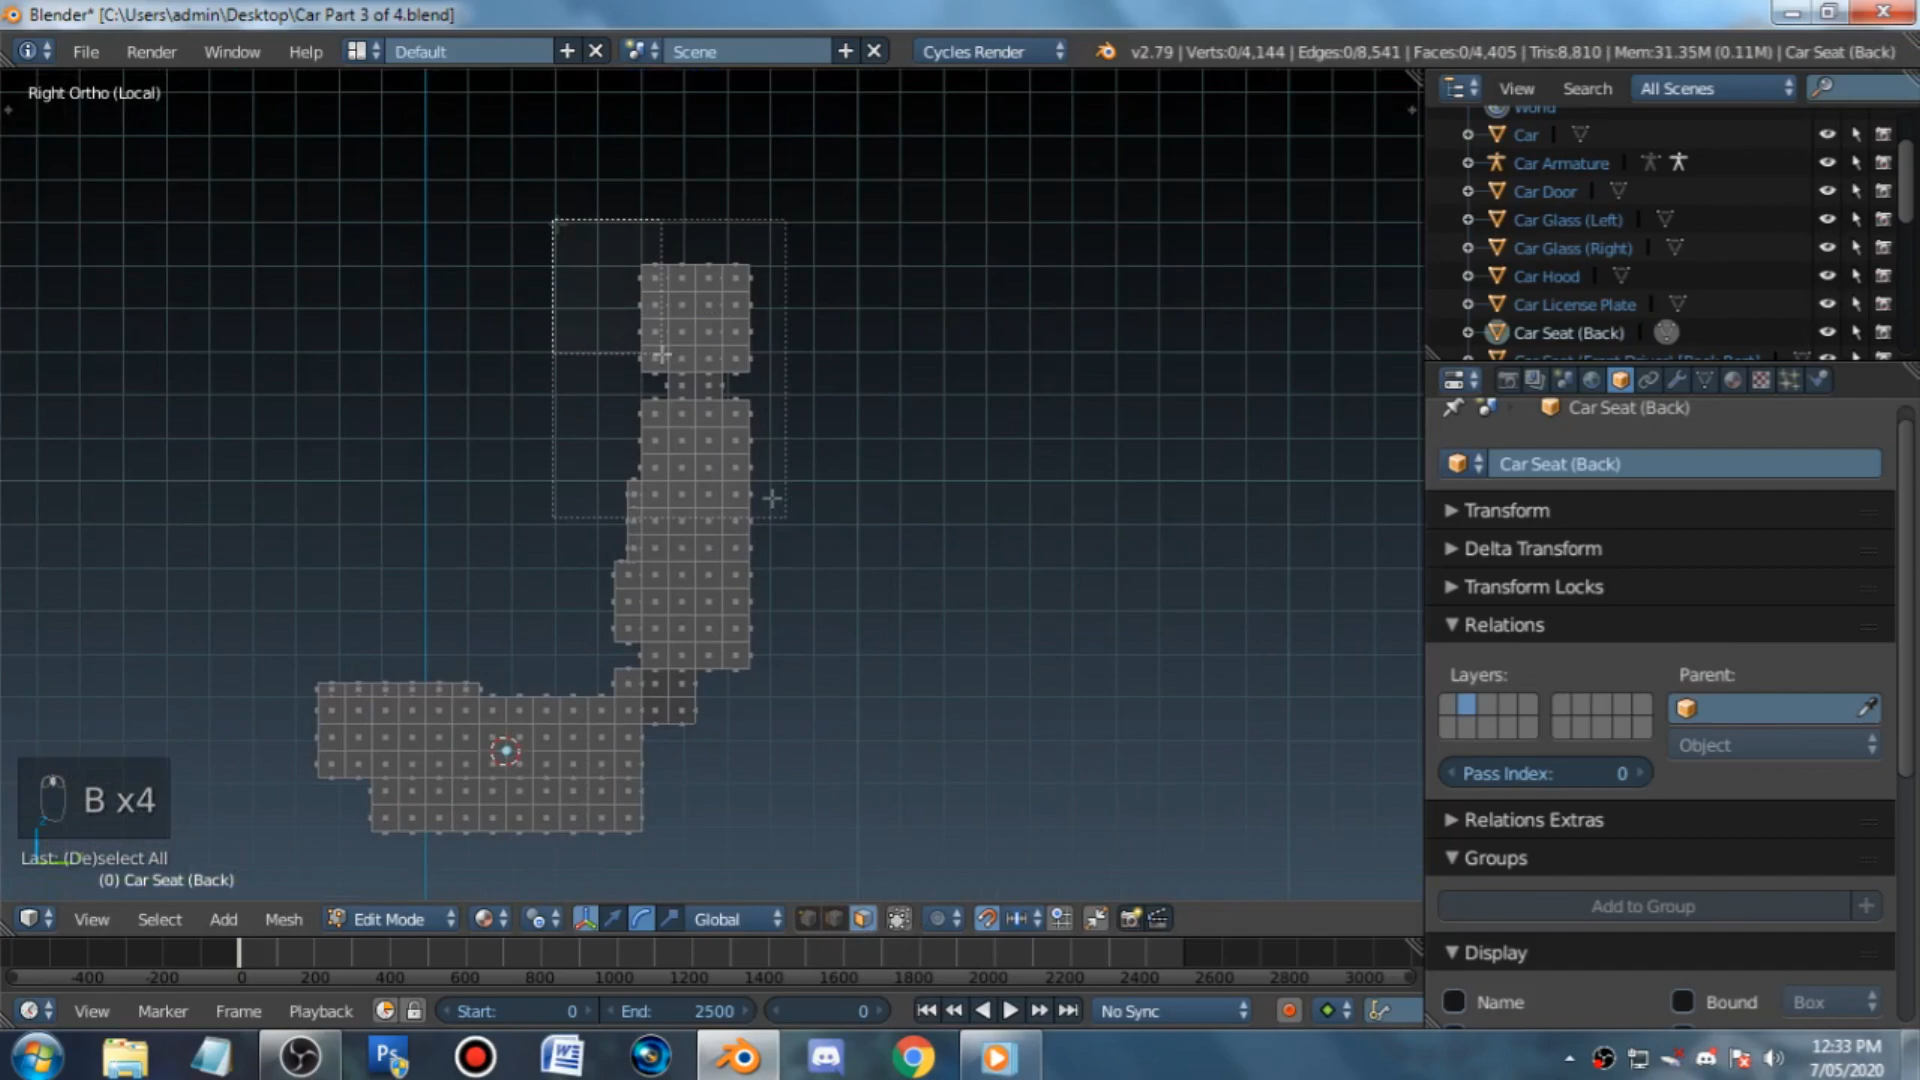 Blender* [C:\Users\admin\Desktop\Car Part 3 of 4.blend]
File Render Window Help Default Scene Cycles Render v2.79 | Verts:0/4,144 | Edges:0/8,541 | Faces:0/4,405 | Tris:8,810 | Mem:31.35M (0.11M) | Car Seat (Back)
Right Ortho (Local)
View Search All Scenes
World
Car
Car Armature
Car Door
Car Glass (Left)
Car Glass (Right)
Car Hood
Car License Plate
Car Seat (Back)
Car Seat (Front Driver) [Back Part]
Car Seat (Back)
Car Seat (Back)
Transform
Delta Transform
Transform Locks
Relations
Layers: Parent:
Object
Pass Index: 0
Relations Extras
Groups
Add to Group
Display
Name Bound Box
B x4
Last: (De)select All
(0) Car Seat (Back)
View Select Add Mesh Edit Mode Global
-400 -200 0 200 400 600 800 1000 1200 1400 1600 1800 2000 2200 2400 2600 2800 3000
View Marker Frame Playback Start: 0 End: 2500 0 No Sync
12:33 PM
7/05/2020